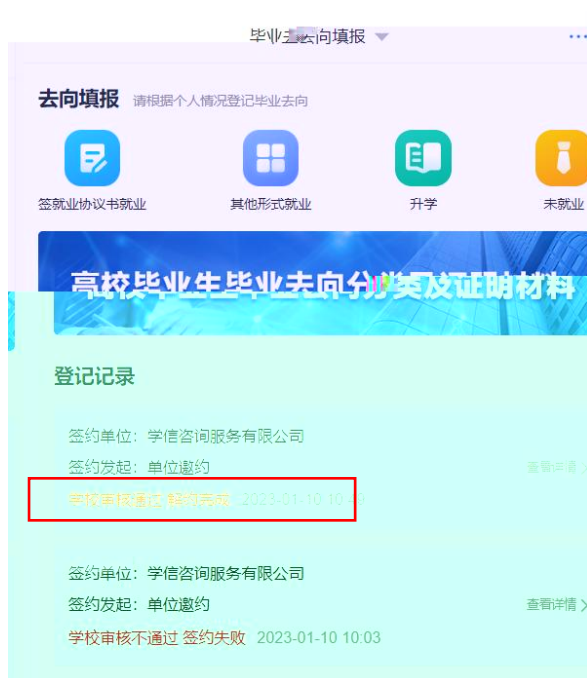 毕业去向填报
去向填报 请根据个人情况登记毕业去向
签就业协议书就业 其他形式就业 升学 未就业
高校毕业生毕业去向分类及证明材料
登记记录
签约单位：学信咨询服务有限公司
签约发起：单位邀约
查看详情
学校审核通过 解约完成 2023-01-10 10:4
签约单位：学信咨询服务有限公司
签约发起：单位邀约
查看详情
学校审核不通过 签约失败 2023-01-10 10:03